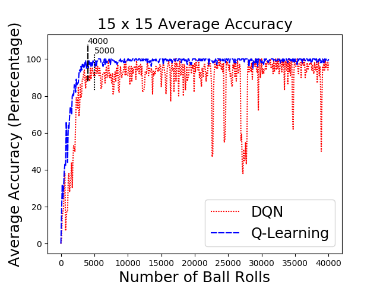 15 x 15 Average Accuracy
4000
5000
100
80
60
40
20
0
Average Accuracy (Perecentage)
DQN
Q-Learning
0 5000 10000 15000 20000 25000 30000 35000 40000
Number of Ball Rolls